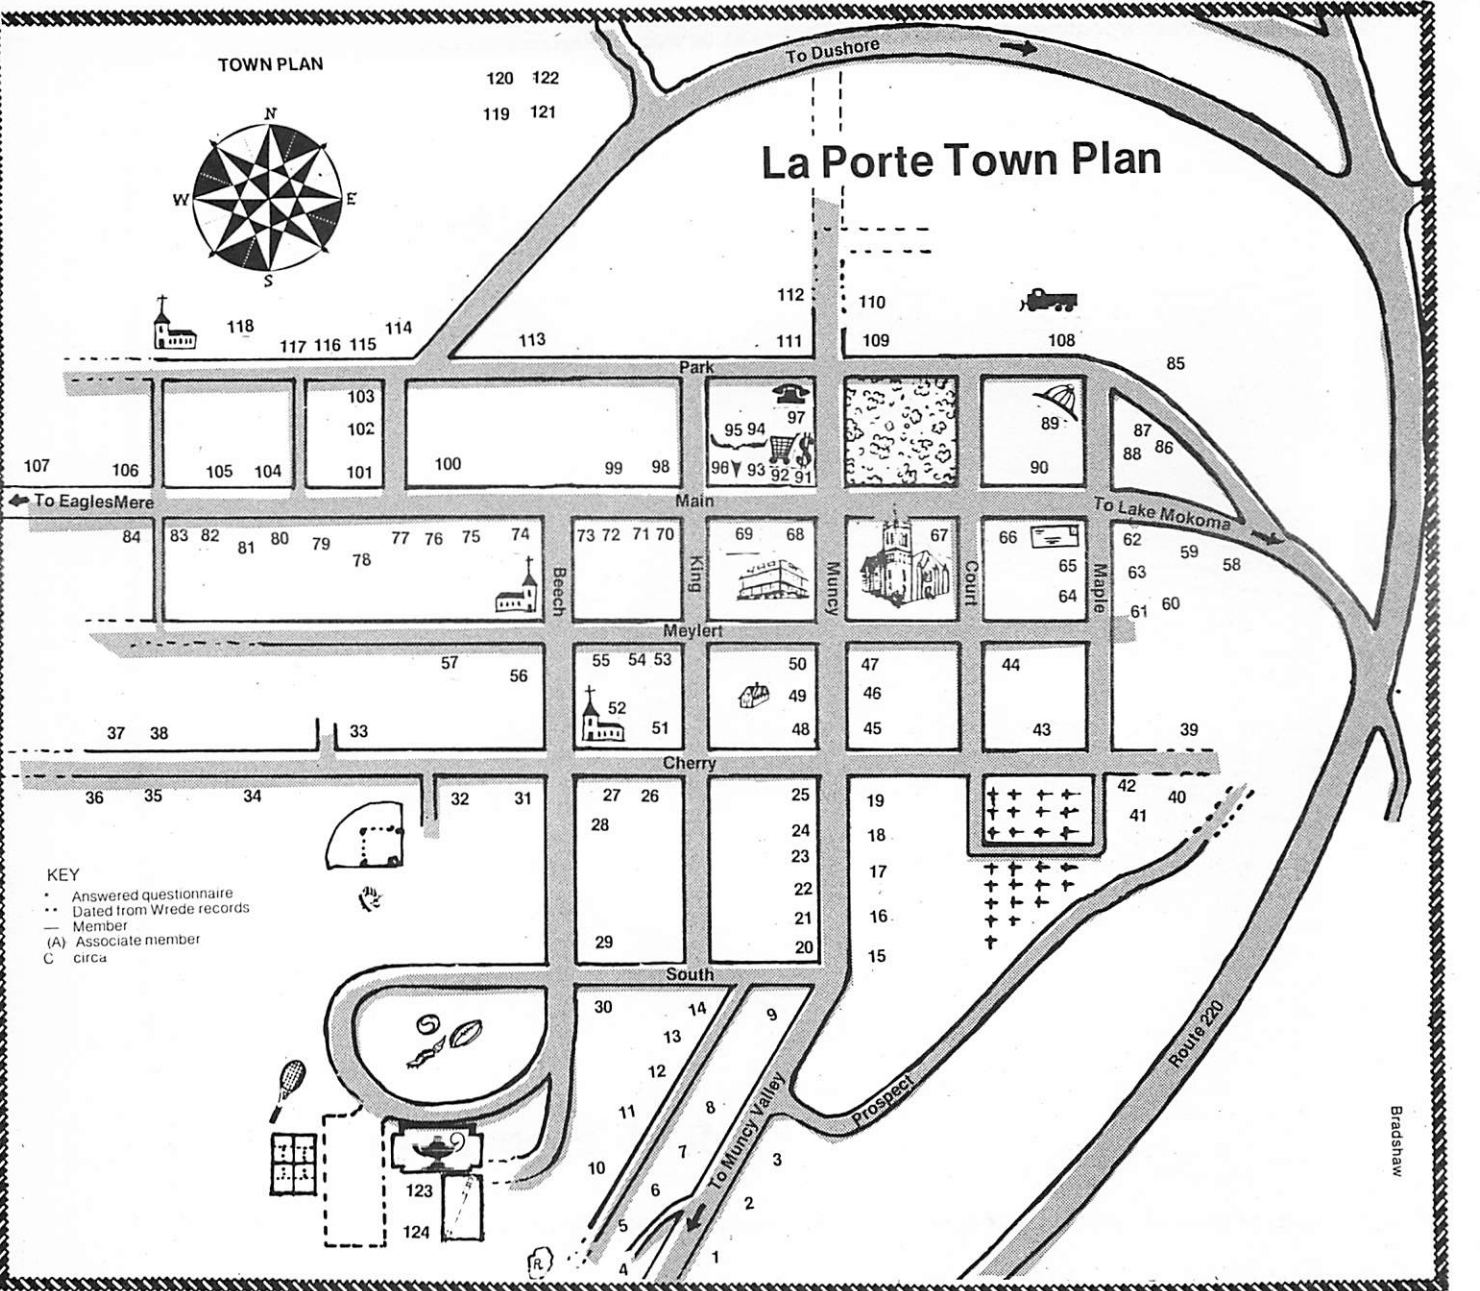 TOWN PLAN
120 122
119 121
N
W E
S
To Dushore
La Porte Town Plan
112 110
118 117 116 115 114 113 111 109 108 85
Park
103
102
107 106 105 104 101 100 99 98
97
95 94
96 93 92 91
$
89
90
87
88 86
To EaglesMere
Main
To Lake Mokoma
84 83 82 81 80 79 78 77 76 75 74
73 72 71 70 69 68 67 66
65
64
62
63
61 60
59 58
Beech
King
Muncy
Court
Maple
Meylert
57 56 55 54 53
52
51
50
49
48
47
46
45
44
43
37 38 33 39
Cherry
36 35 34 32 31
27 26
28
29
25
24
23
22
21
20
19
18
17
16
15
42 40
41
KEY
• Answered questionnaire
•• Dated from Wrede records
— Member
(A) Associate member
C circa
South
30 14
13
12
11
10
9
8
7
6
5
4
3
2
1
To Muncy Valley
Prospect
Route 220
Bradshaw
123
124
R